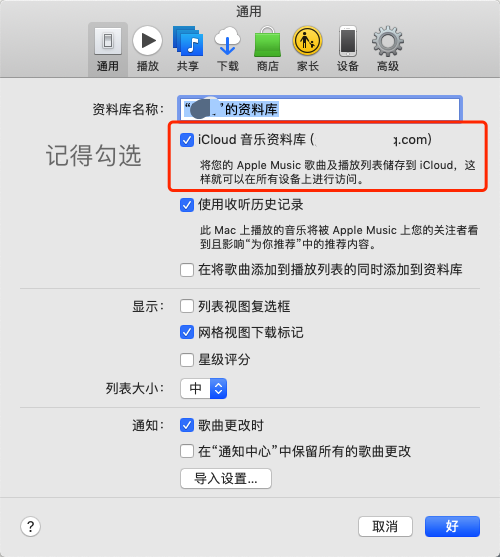 通用
通用 播放 共享 下载 商店 家长 设备 高级
资料库名称： “ ”的资料库
记得勾选
iCloud 音乐资料库 ( q.com)
将您的 Apple Music 歌曲及播放列表储存到 iCloud，这
样就可以在所有设备上进行访问。
使用收听历史记录
此 Mac 上播放的音乐将被 Apple Music 上您的关注者看
到且影响“为你推荐”中的推荐内容。
在将歌曲添加到播放列表的同时添加到资料库
显示： 列表视图复选框
网格视图下载标记
星级评分
列表大小： 中
通知： 歌曲更改时
在“通知中心”中保留所有的歌曲更改
导入设置...
? 取消 好